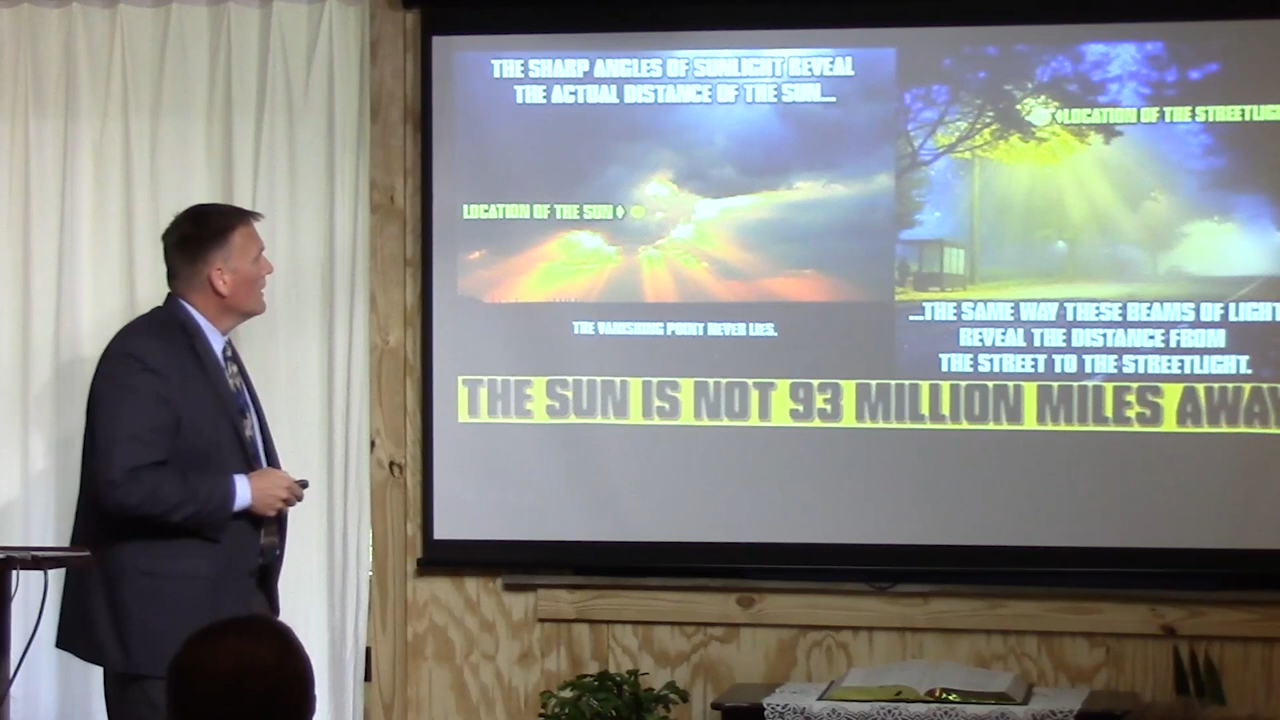 THE SHARP ANGLES OF SUNLIGHT REVEAL
THE ACTUAL DISTANCE OF THE SUN...
LOCATION OF THE SUN
THE VANISHING POINT NEVER LIES.
LOCATION OF THE STREETLIG
...THE SAME WAY THESE BEAMS OF LIGHT
REVEAL THE DISTANCE FROM
THE STREET TO THE STREETLIGHT.
THE SUN IS NOT 93 MILLION MILES AWAY